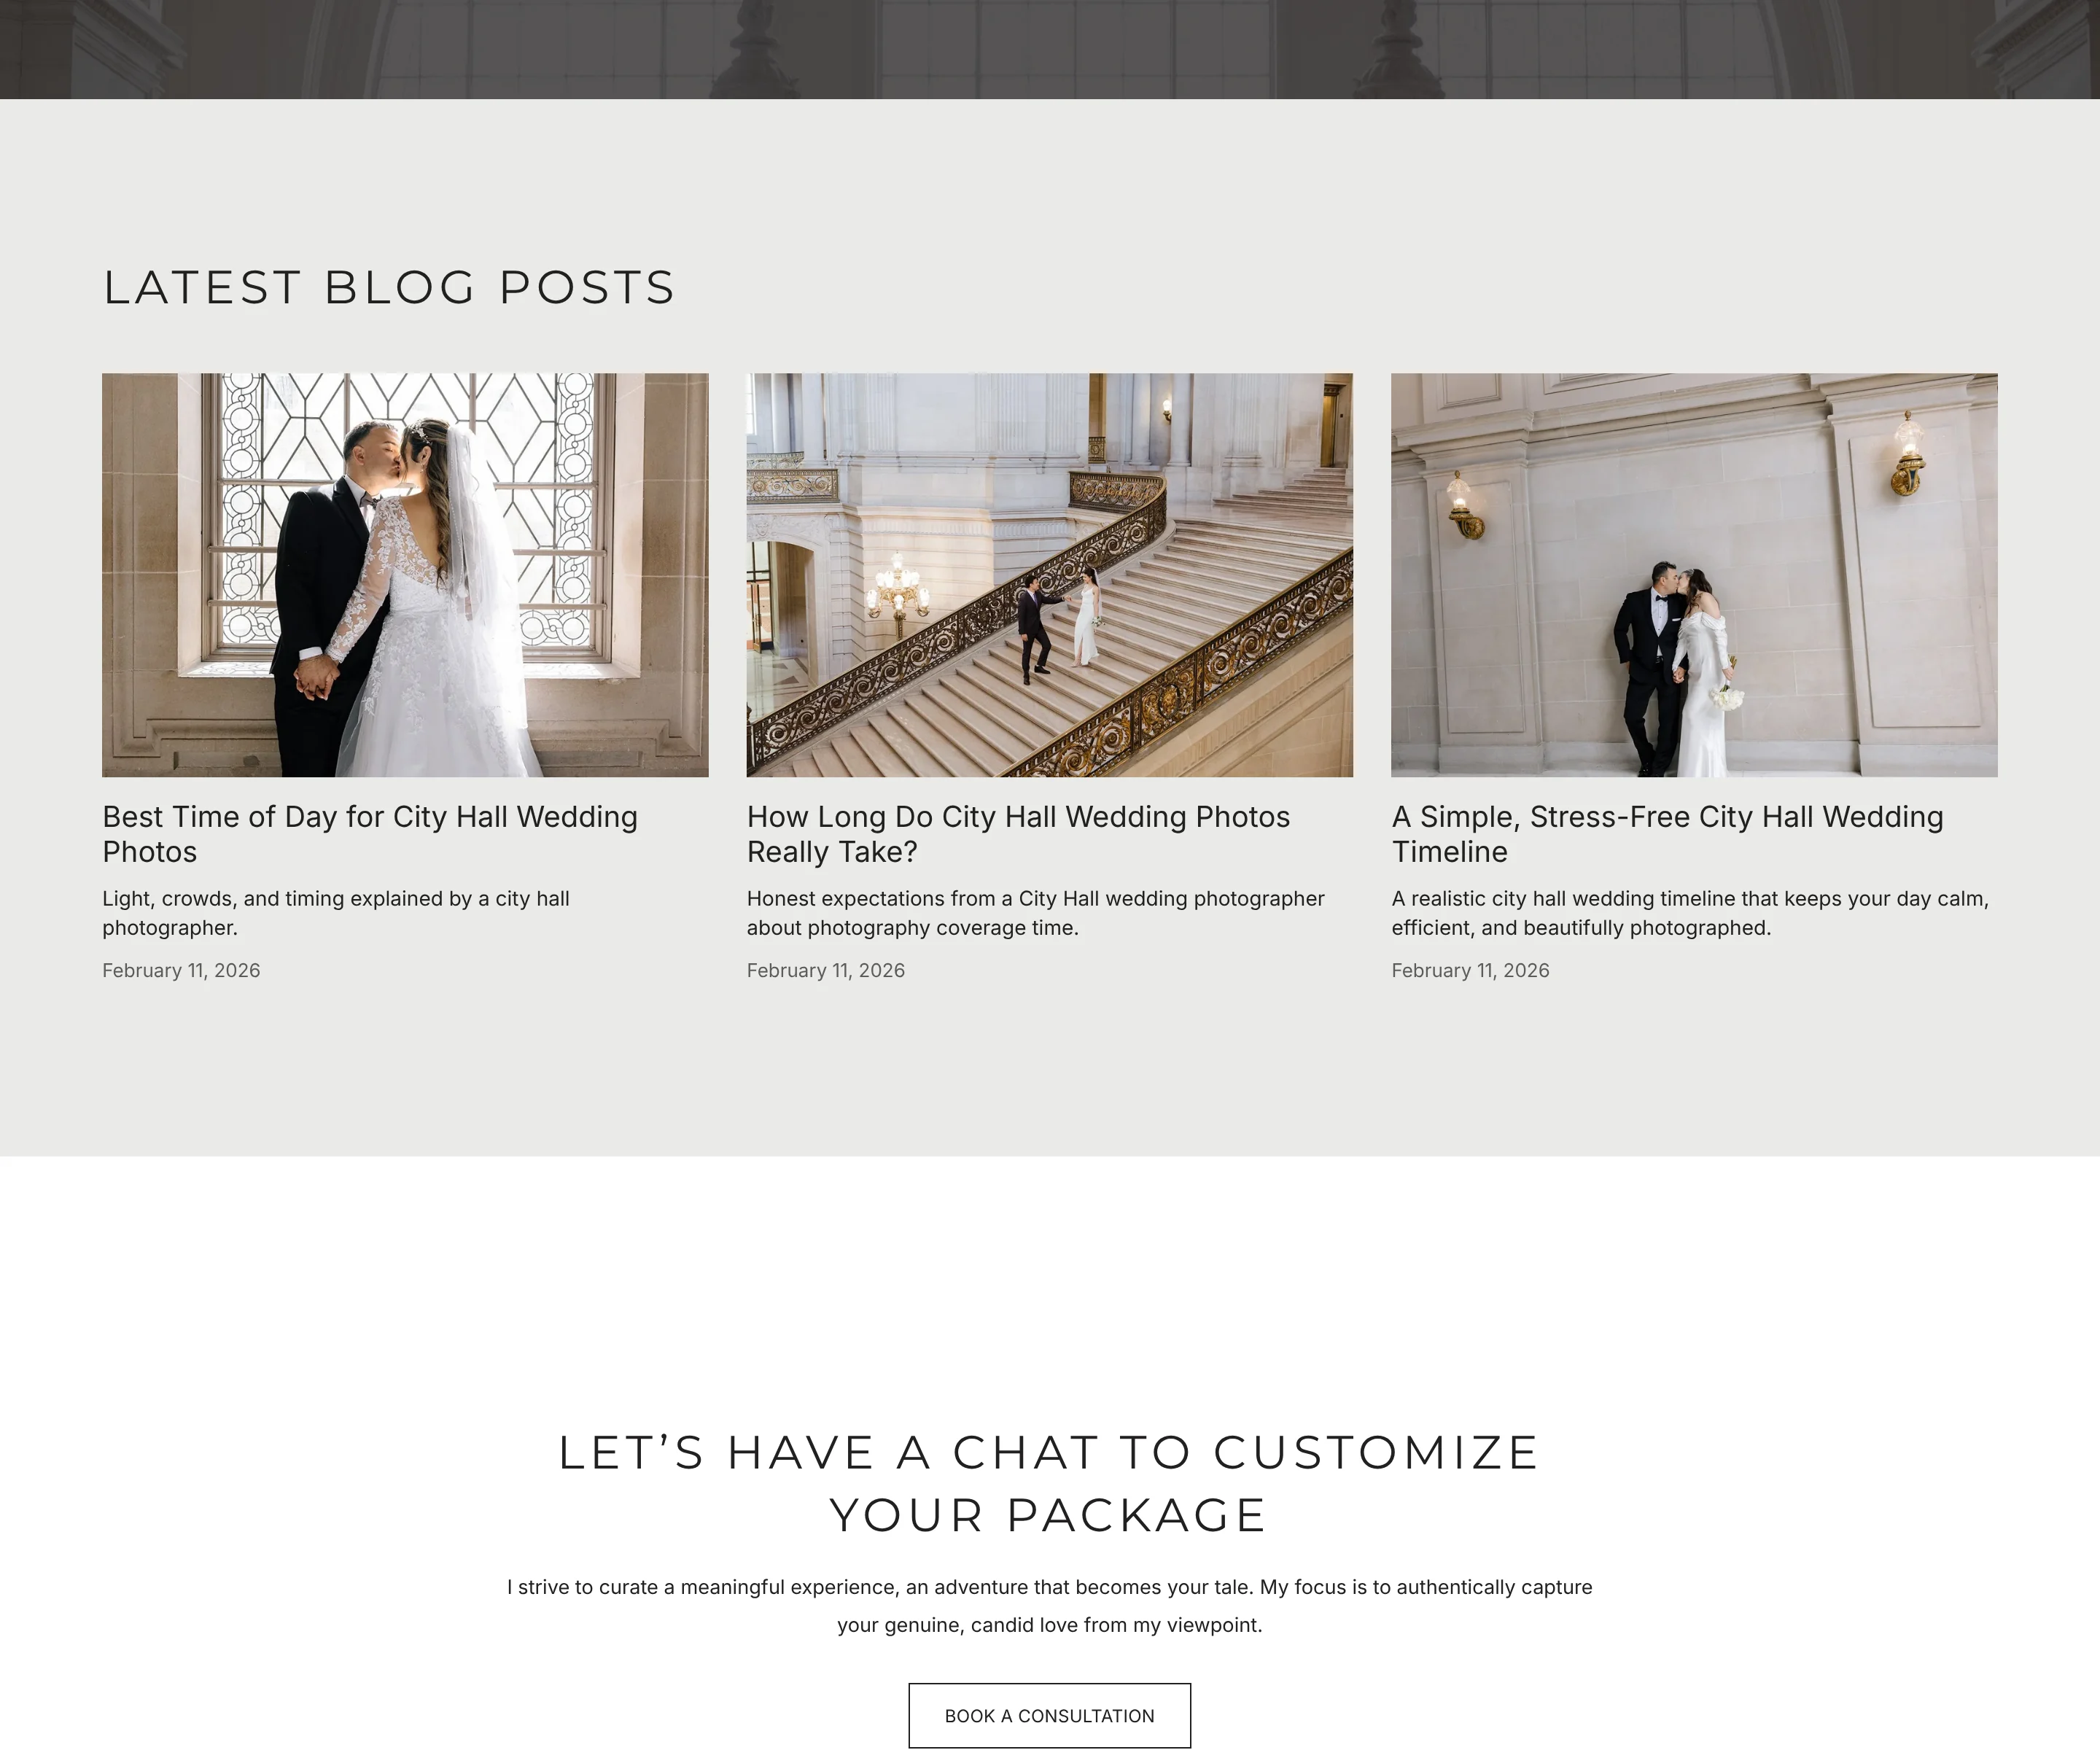 LATEST BLOG POSTS
Best Time of Day for City Hall Wedding
Photos
Light, crowds, and timing explained by a city hall
photographer.
February 11, 2026
How Long Do City Hall Wedding Photos
Really Take?
Honest expectations from a City Hall wedding photographer
about photography coverage time.
February 11, 2026
A Simple, Stress-Free City Hall Wedding
Timeline
A realistic city hall wedding timeline that keeps your day calm,
efficient, and beautifully photographed.
February 11, 2026
LET’S HAVE A CHAT TO CUSTOMIZE
YOUR PACKAGE
I strive to curate a meaningful experience, an adventure that becomes your tale. My focus is to authentically capture
your genuine, candid love from my viewpoint.
BOOK A CONSULTATION